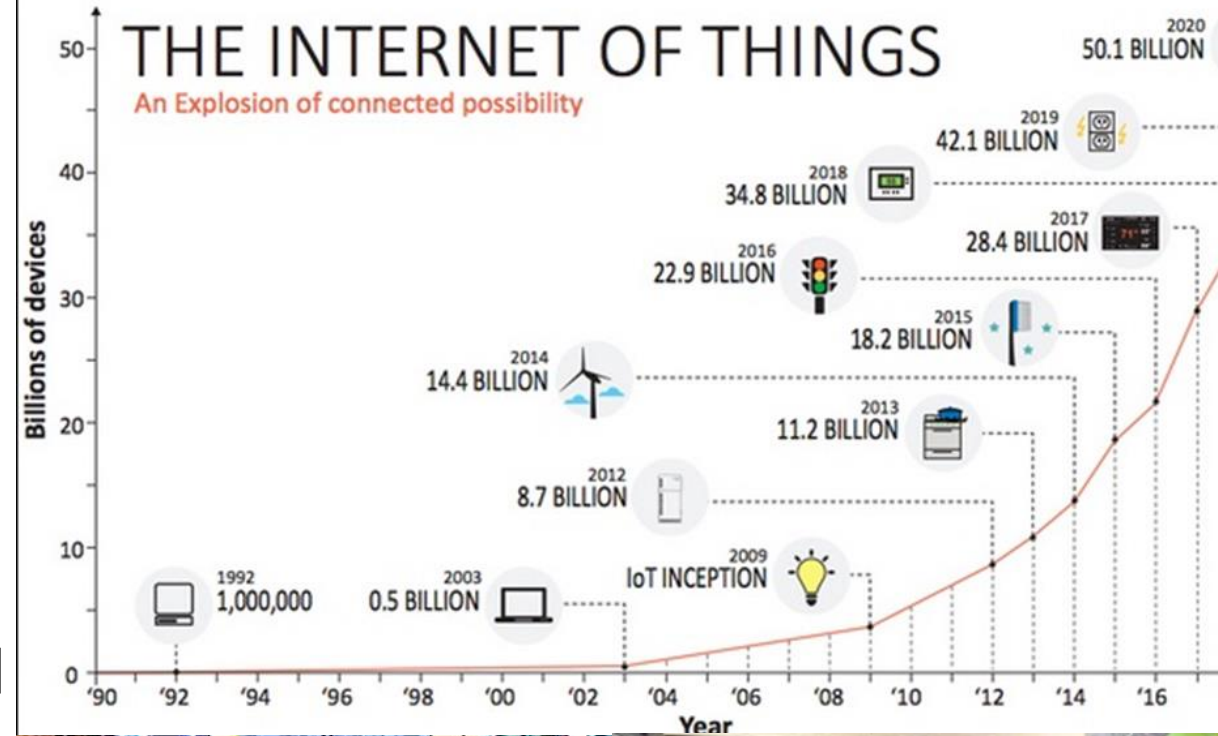 THE INTERNET OF THINGS
An Explosion of connected possibility
2020
50.1 BILLION
2019
42.1 BILLION
2018
34.8 BILLION
2017
28.4 BILLION
2016
22.9 BILLION
2015
18.2 BILLION
2014
14.4 BILLION
2013
11.2 BILLION
2012
8.7 BILLION
2009
IoT INCEPTION
2003
0.5 BILLION
1992
1,000,000
Billions of devices
50
40
30
20
10
0
'90 '92 '94 '96 '98 '00 '02 '04 '06 '08 '10 '12 '14 '16
Year